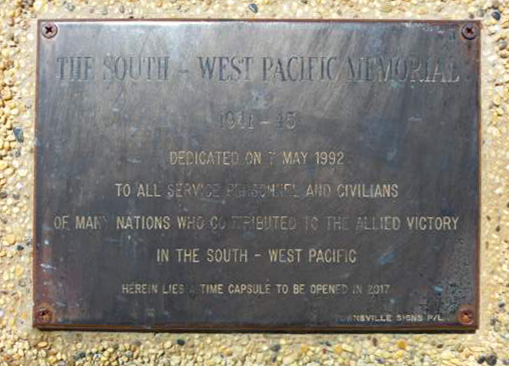 THE SOUTH - WEST PACIFIC MEMORIAL
1941 - 45
DEDICATED ON 7 MAY 1992
TO ALL SERVICE PERSONNEL AND CIVILIANS
OF MANY NATIONS WHO CONTRIBUTED TO THE ALLIED VICTORY
IN THE SOUTH - WEST PACIFIC
HEREIN LIES A TIME CAPSULE TO BE OPENED IN 2017
TOWNSVILLE SIGNS P/L